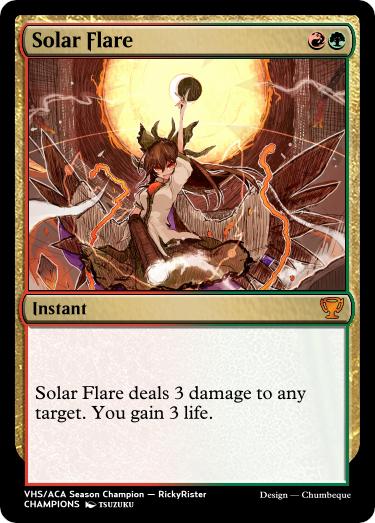 Solar Flare
Instant
Solar Flare deals 3 damage to any
target. You gain 3 life.
VHS/ACA Season Champion — RickyRister
Design — Chumbeque
CHAMPIONS TSUZUKU